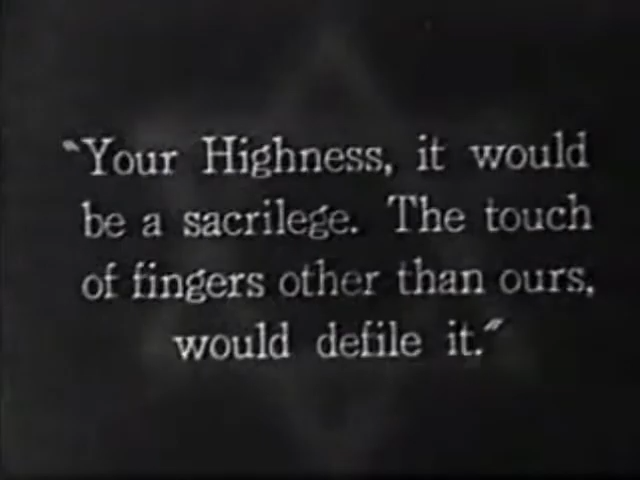 "Your Highness, it would
be a sacrilege. The touch
of fingers other than ours,
would defile it."